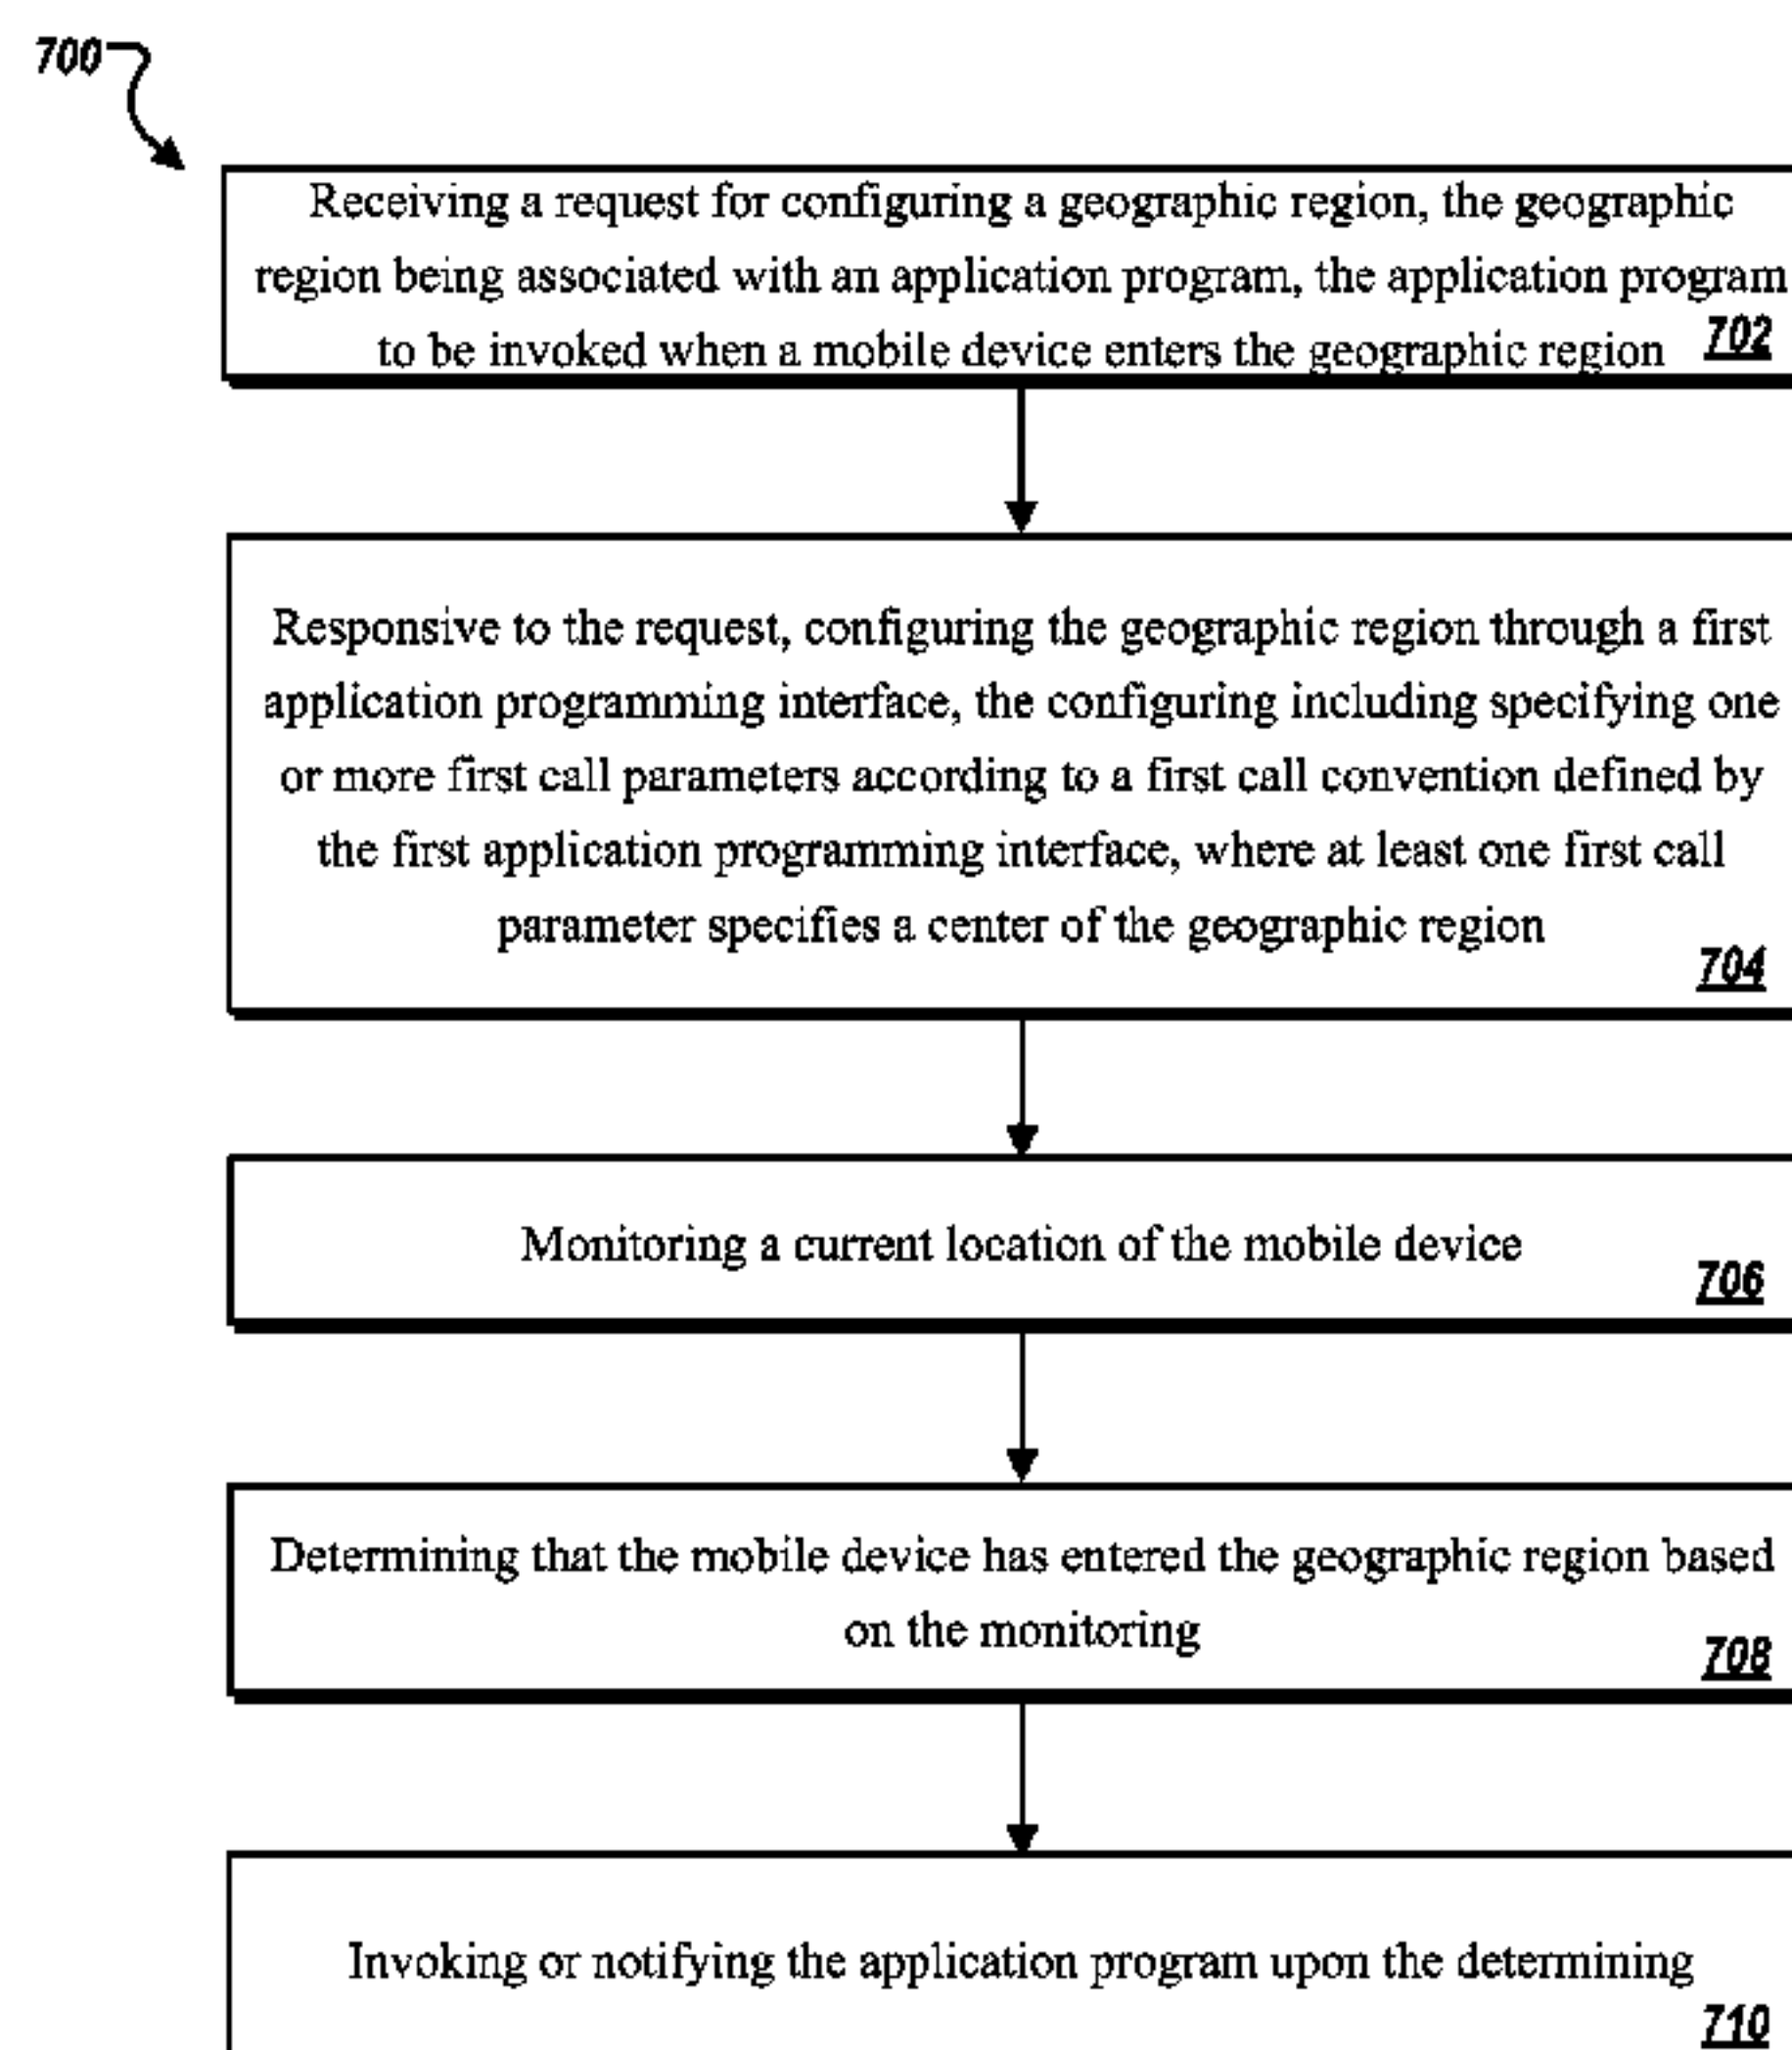 700
Receiving a request for configuring a geographic region, the geographic
region being associated with an application program, the application program
to be invoked when a mobile device enters the geographic region 702
Responsive to the request, configuring the geographic region through a first
application programming interface, the configuring including specifying one
or more first call parameters according to a first call convention defined by
the first application programming interface, where at least one first call
parameter specifies a center of the geographic region
704
Monitoring a current location of the mobile device
706
Determining that the mobile device has entered the geographic region based
on the monitoring
708
Invoking or notifying the application program upon the determining
710